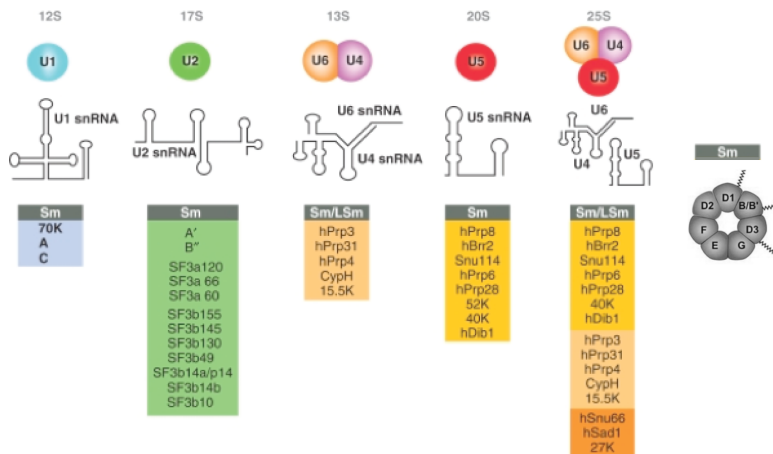 12S
17S
13S
20S
25S
U1
U2
U6
U4
U5
U6
U4
U5
U1 snRNA
U2 snRNA
U6 snRNA
U4 snRNA
U5 snRNA
U6
U4
U5
Sm
70K
A
C
Sm
A′
B″
SF3a120
SF3a 66
SF3a 60
SF3b155
SF3b145
SF3b130
SF3b49
SF3b14a/p14
SF3b14b
SF3b10
Sm/LSm
hPrp3
hPrp31
hPrp4
CypH
15.5K
Sm
hPrp8
hBrr2
Snu114
hPrp6
hPrp28
52K
40K
hDib1
Sm/LSm
hPrp8
hBrr2
Snu114
hPrp6
hPrp28
40K
hDib1
hPrp3
hPrp31
hPrp4
CypH
15.5K
hSnu66
hSad1
27K
Sm
D1
B/B'
D3
G
E
F
D2